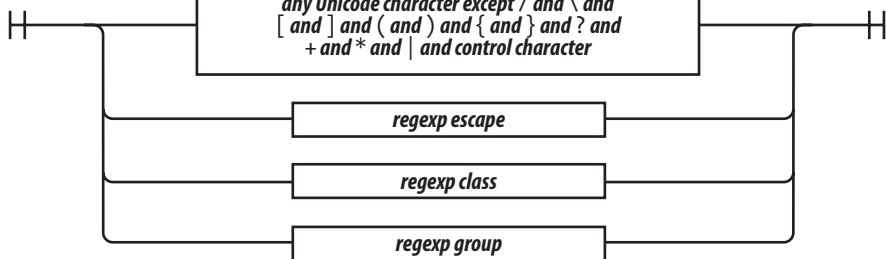 any Unicode character except / and \ and
[ and ] and ( and ) and { and } and ? and
+ and * and | and control character
regexp escape
regexp class
regexp group